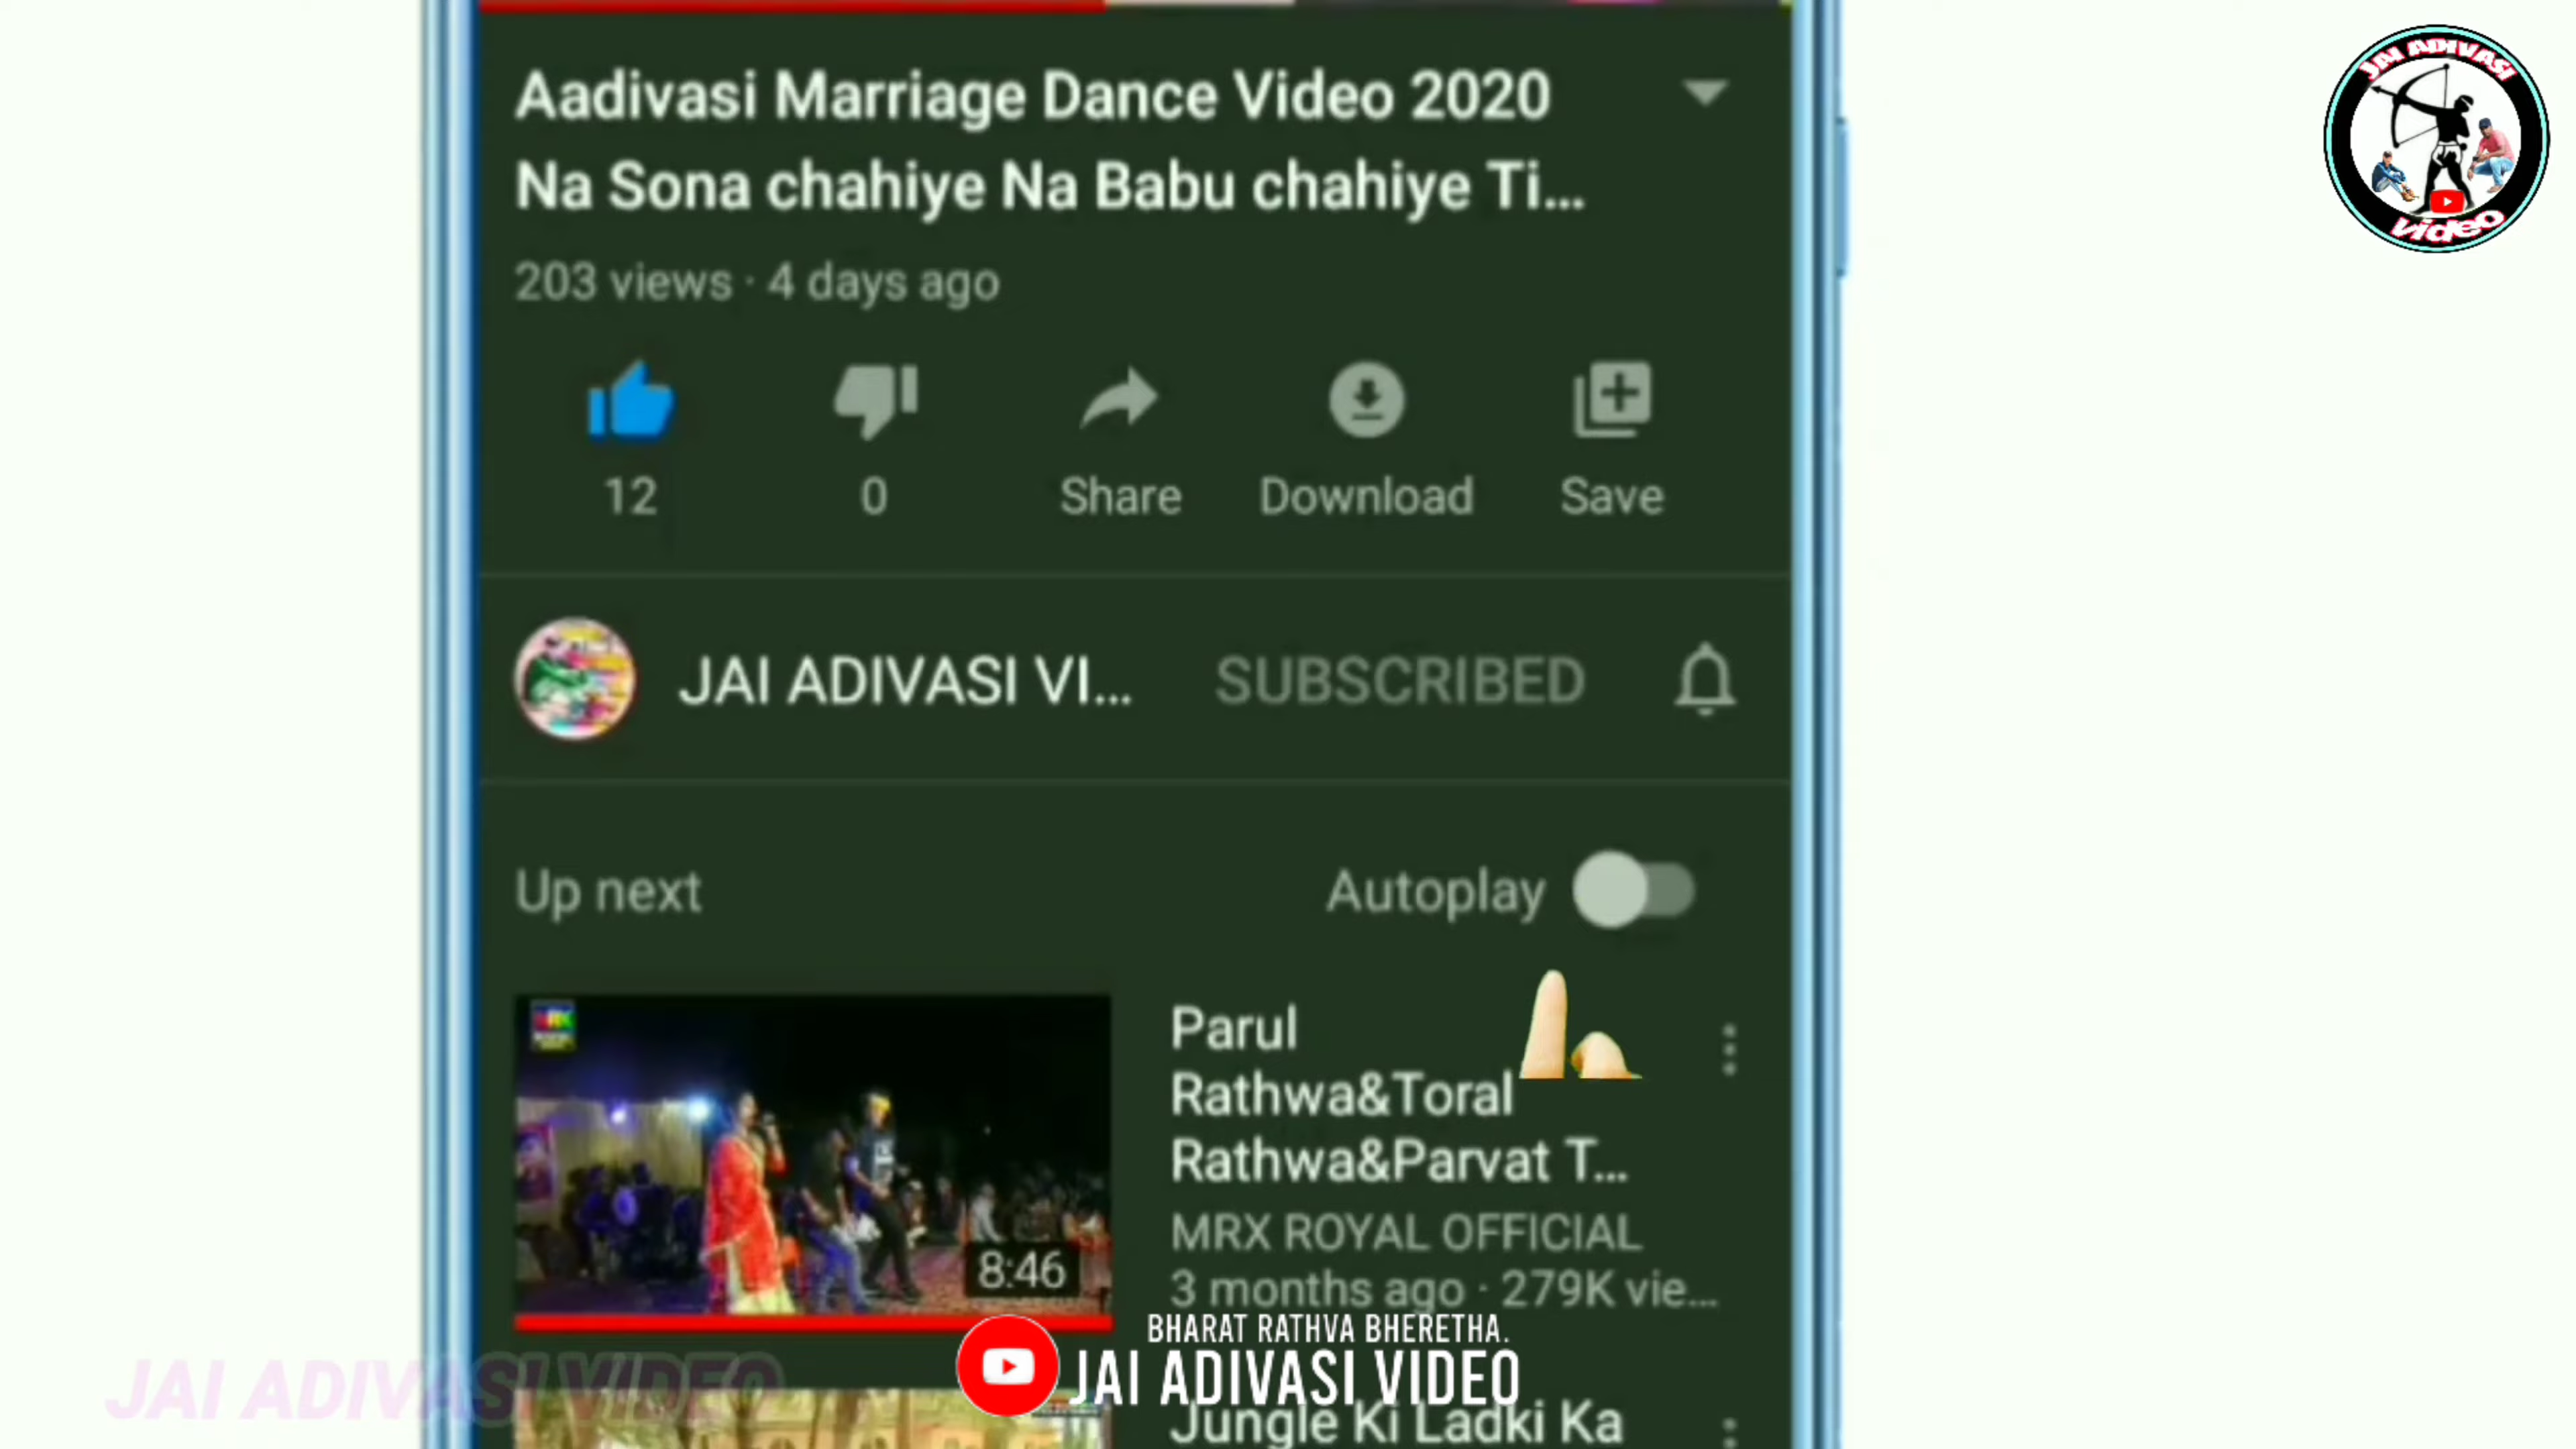 Aadivasi Marriage Dance Video 2020
Na Sona chahiye Na Babu chahiye Ti...
203 views · 4 days ago
12
0
Share
Download
Save
JAI ADIVASI VI...
SUBSCRIBED
Up next
Autoplay
Parul
Rathwa&Toral
Rathwa&Parvat T...
MRX ROYAL OFFICIAL
3 months ago · 279K vie...
8:46
BHARAT RATHVA BHERETHA.
JAI ADIVASI VIDEO
Jungle Ki Ladki Ka
JAI ADIVASI VIDEO
JAI ADIVASI
VideO